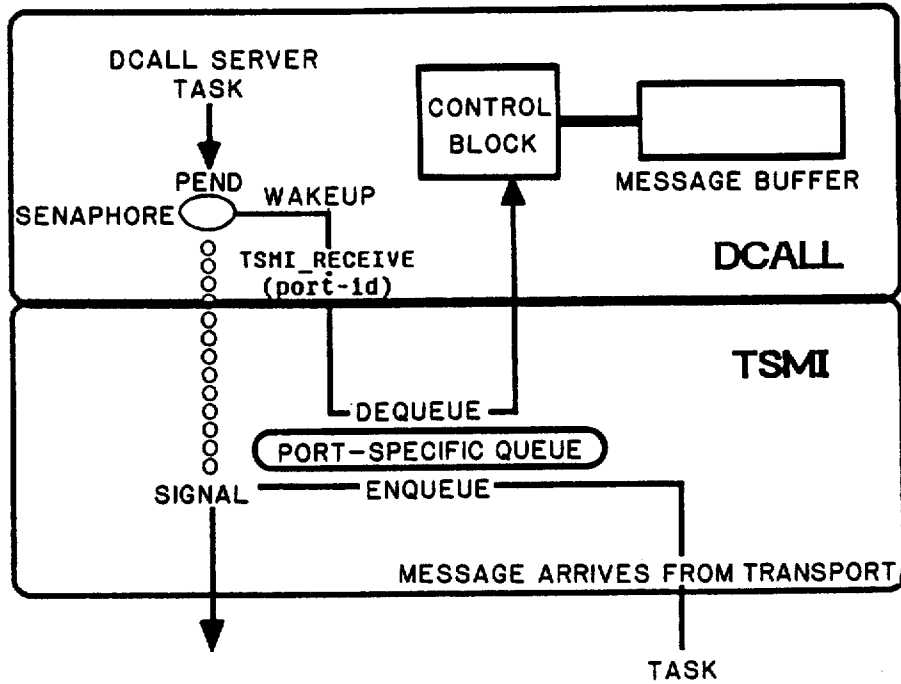 DCALL SERVER
TASK
CONTROL
BLOCK
PEND
WAKEUP
MESSAGE BUFFER
SENAPHORE
TSMI_RECEIVE
(port-id)
DCALL
TSMI
DEQUEUE
PORT-SPECIFIC QUEUE
SIGNAL
ENQUEUE
MESSAGE ARRIVES FROM TRANSPORT
TASK